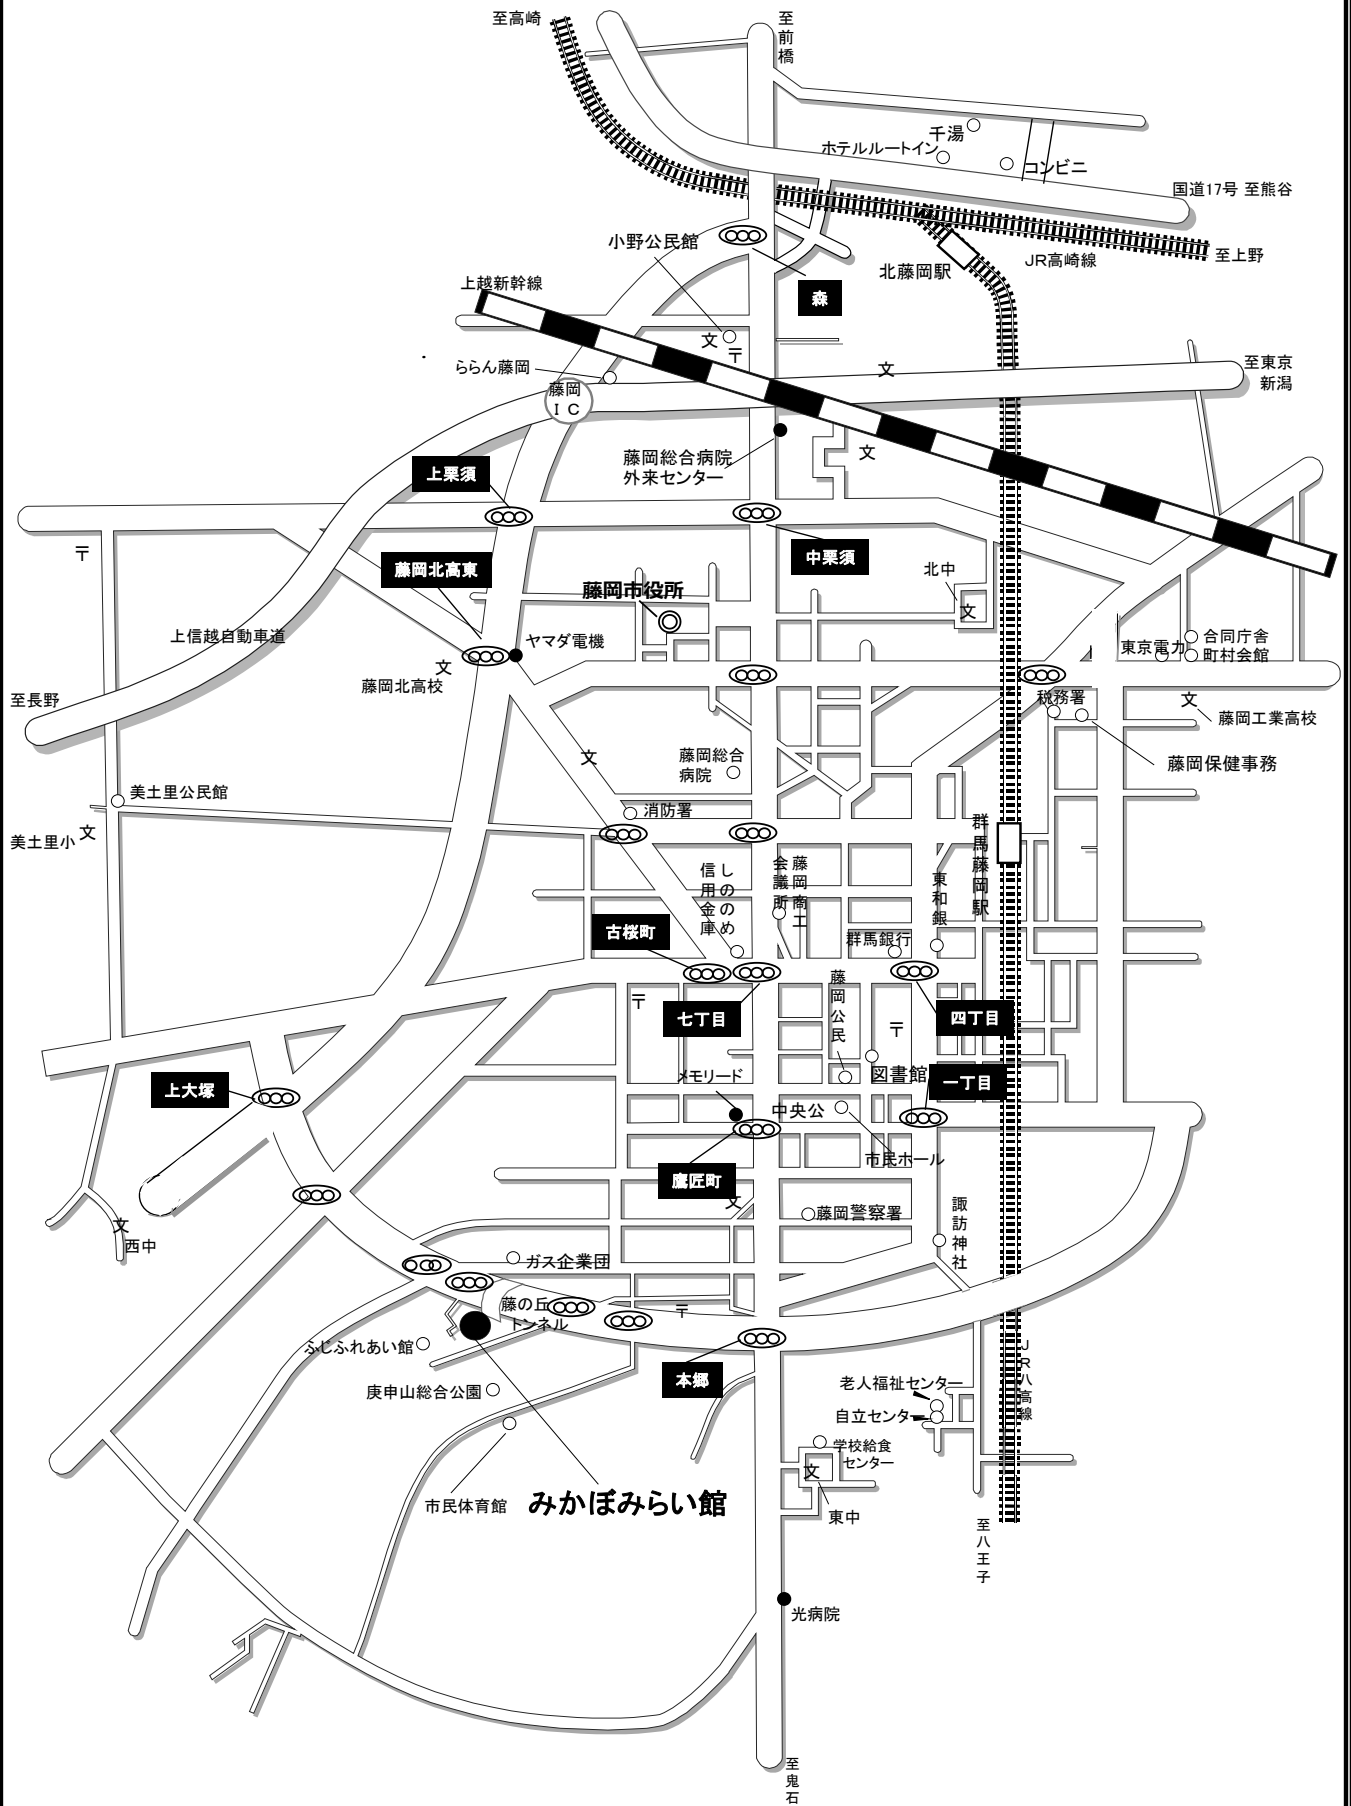 至高崎
至前橋
千湯
ホテルルートイン
コンビニ
国道17号 至熊谷
小野公民館
至上野
JR高崎線
北藤岡駅
上越新幹線
森
文
〒
文
ららん藤岡
至東京
新潟
藤岡
IC
藤岡総合病院
外来センター
文
上栗須
〒
中栗須
藤岡北高東
北中
文
藤岡市役所
上信越自動車道
ヤマダ電機
東京電力
合同庁舎
町村会館
文
藤岡北高校
至長野
税務署
文
藤岡工業高校
藤岡総合
病院
文
藤岡保健事務
美土里公民館
消防署
美土里小
文
群馬藤岡駅
しののめ
信用金庫
藤岡商工
会議所
東和銀
古桜町
群馬銀行
〒
七丁目
藤岡公民
〒
四丁目
上大塚
メモリード
図書館
一丁目
中央公
市民ホール
鷹匠町
文
藤岡警察署
諏訪神社
文
西中
ガス企業団
藤の丘
トンネル
〒
ふじふれあい館
本郷
JR八高線
庚申山総合公園
老人福祉センター
自立センター
学校給食
センター
文
市民体育館
みかぼみらい館
東中
至八王子
光病院
至鬼石